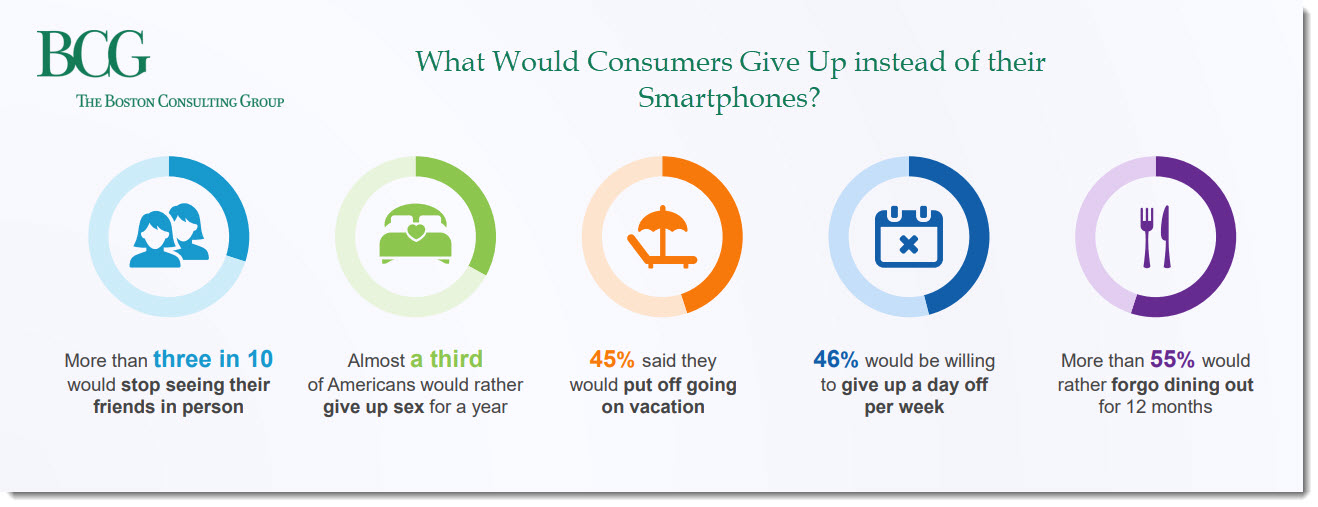 BCG
THE BOSTON CONSULTING GROUP
What Would Consumers Give Up instead of their
Smartphones?
More than three in 10
would stop seeing their
friends in person
Almost a third
of Americans would rather
give up sex for a year
45% said they
would put off going
on vacation
46% would be willing
to give up a day off
per week
More than 55% would
rather forgo dining out
for 12 months